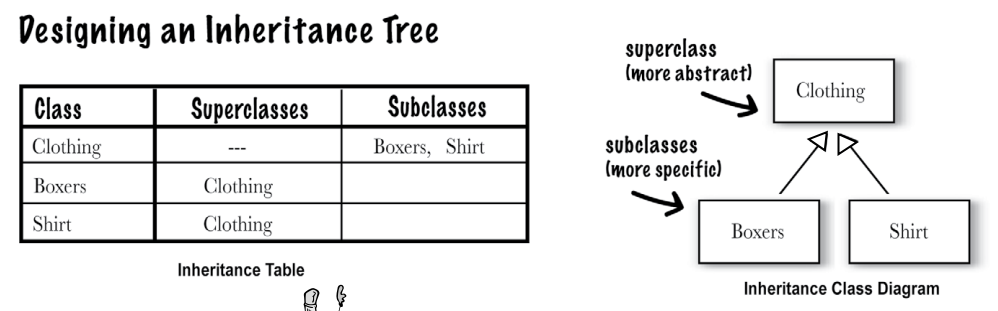 Designing an Inheritance Tree
Class Superclasses Subclasses
Clothing --- Boxers, Shirt
Boxers Clothing
Shirt Clothing
Inheritance Table
superclass
(more abstract)
Clothing
subclasses
(more specific)
Boxers Shirt
Inheritance Class Diagram